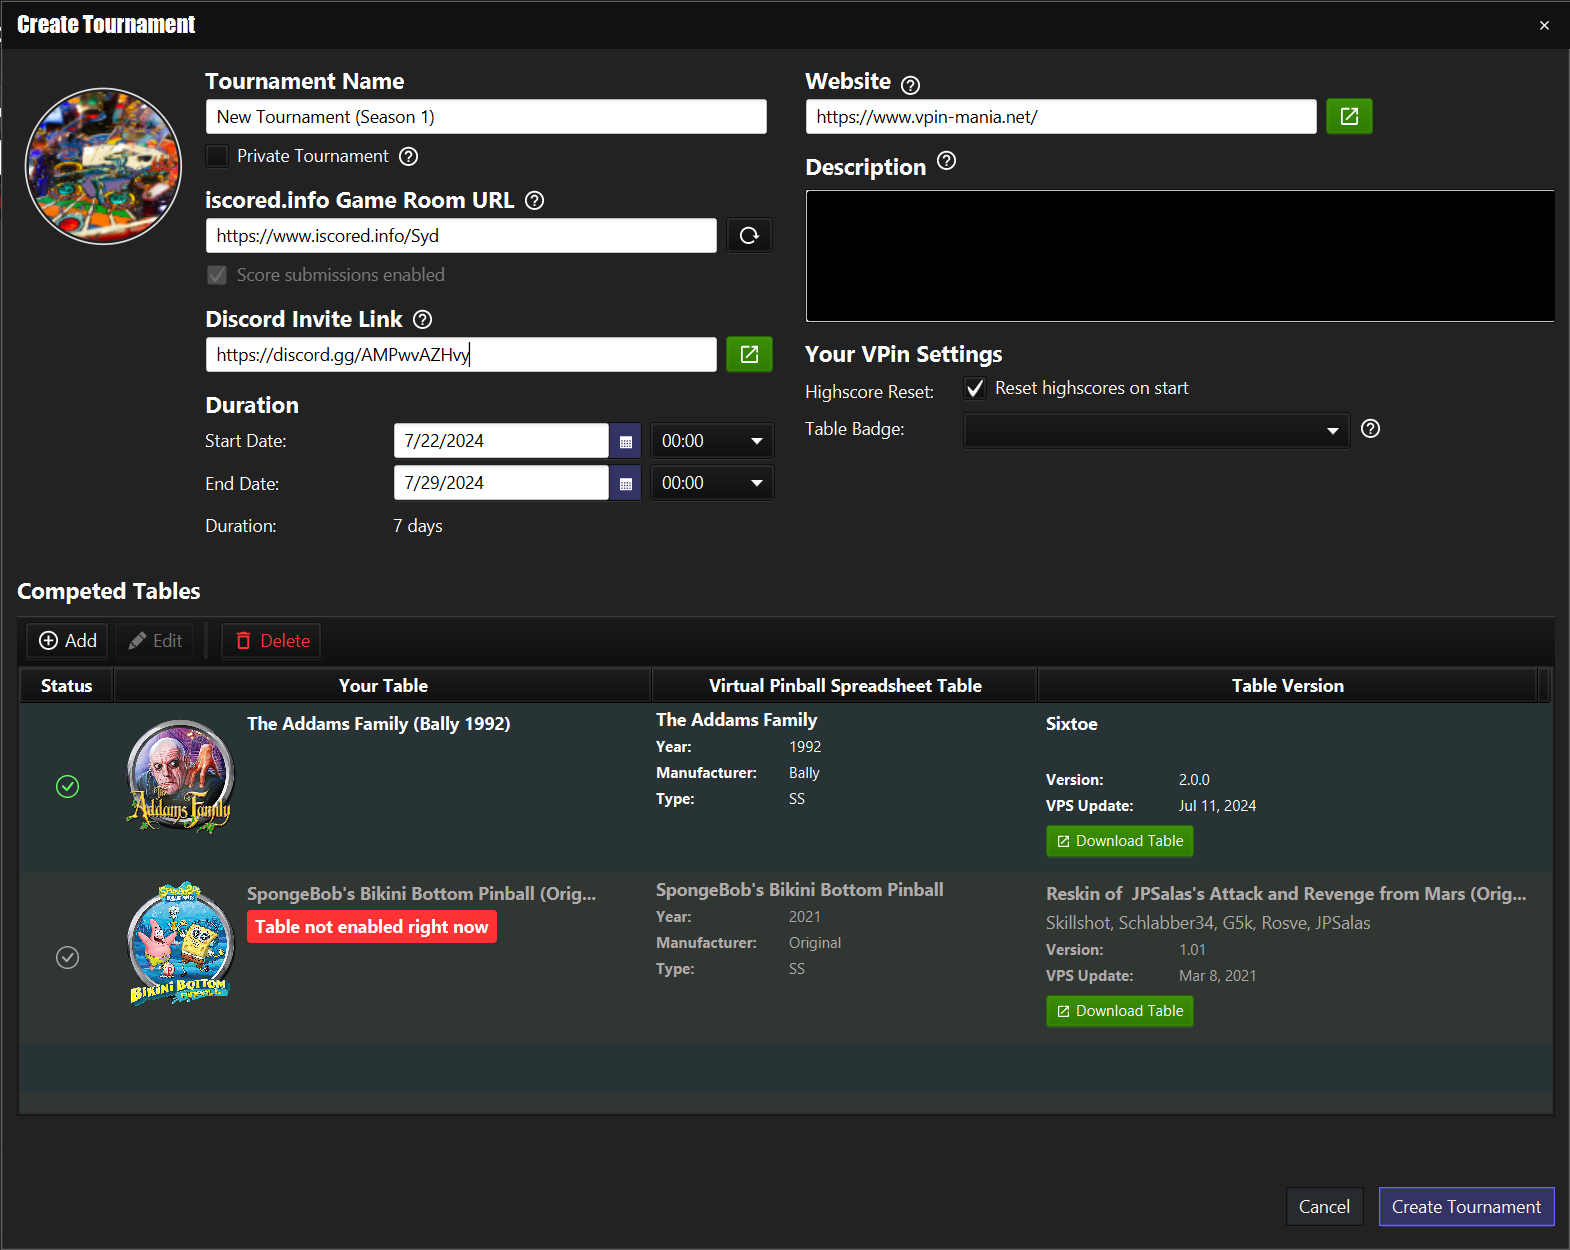 Create Tournament
Tournament Name
New Tournament (Season 1)
Private Tournament
iscored.info Game Room URL
https://www.iscored.info/Syd
Score submissions enabled
Discord Invite Link
https://discord.gg/AMPwvAZHvy
Duration
Start Date: 7/22/2024 00:00
End Date: 7/29/2024 00:00
Duration: 7 days
Website
https://www.vpin-mania.net/
Description
Your VPin Settings
Highscore Reset: Reset highscores on start
Table Badge:
Competed Tables
Add Edit Delete
Status Your Table Virtual Pinball Spreadsheet Table Table Version
The Addams Family
The Addams Family (Bally 1992)
The Addams Family
Year: 1992
Manufacturer: Bally
Type: SS
Sixtoe
Version: 2.0.0
VPS Update: Jul 11, 2024
Download Table
Bikini Bottom
SpongeBob's Bikini Bottom Pinball (Orig...
Table not enabled right now
SpongeBob's Bikini Bottom Pinball
Year: 2021
Manufacturer: Original
Type: SS
Reskin of  JPSalas's Attack and Revenge from Mars (Orig...
Skillshot, Schlabber34, G5k, Rosve, JPSalas
Version: 1.01
VPS Update: Mar 8, 2021
Download Table
Cancel Create Tournament